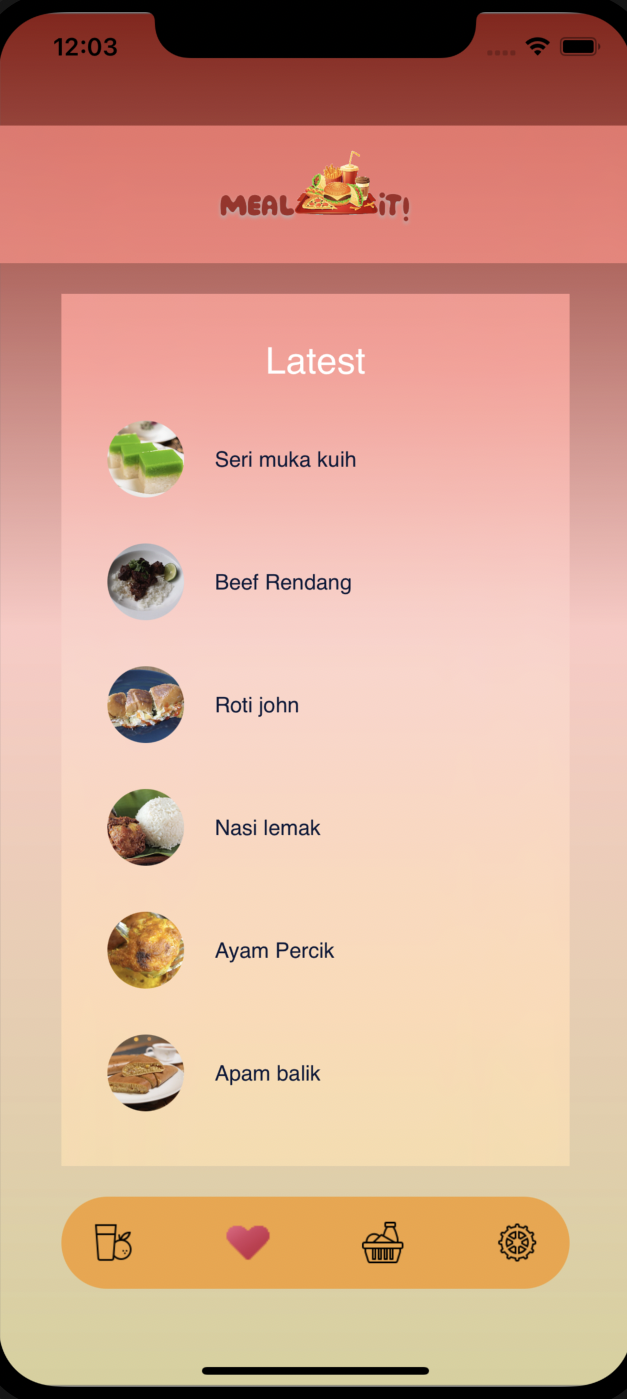 12:03
MEAL iT!
Latest
Seri muka kuih
Beef Rendang
Roti john
Nasi lemak
Ayam Percik
Apam balik